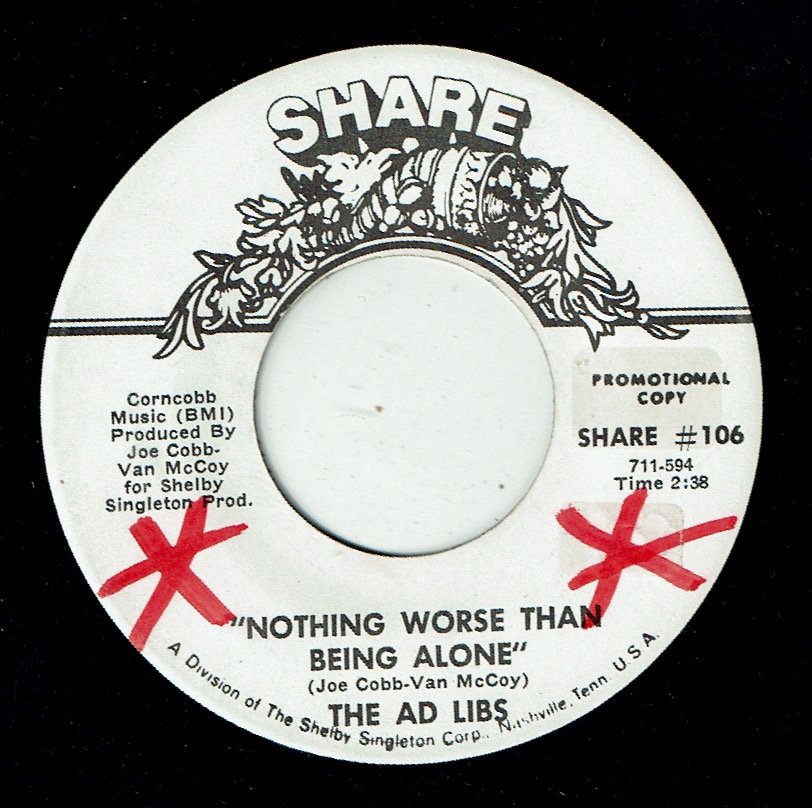 SHARE
Corncobb
Music (BMI)
Produced By
Joe Cobb-
Van McCoy
for Shelby
Singleton Prod.
PROMOTIONAL
COPY
SHARE #106
711-594
Time 2:38
"NOTHING WORSE THAN
BEING ALONE"
(Joe Cobb-Van McCoy)
THE AD LIBS
A Division of The Shelby Singleton Corp., Nashville, Tenn. U.S.A.